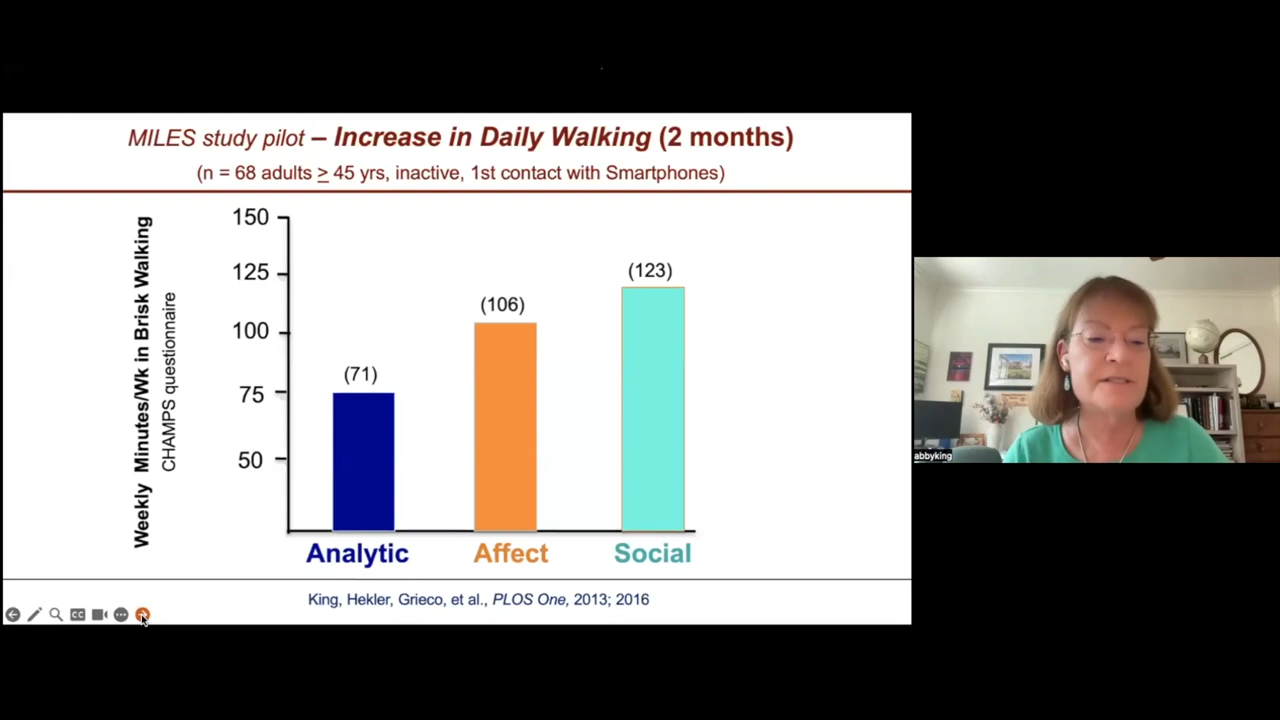 MILES study pilot – Increase in Daily Walking (2 months)
(n = 68 adults ≥ 45 yrs, inactive, 1st contact with Smartphones)
Weekly Minutes/Wk in Brisk Walking
CHAMPS questionnaire
150
125
100
75
50
(71)
(106)
(123)
Analytic
Affect
Social
King, Hekler, Grieco, et al., PLOS One, 2013; 2016
CC
abbyking